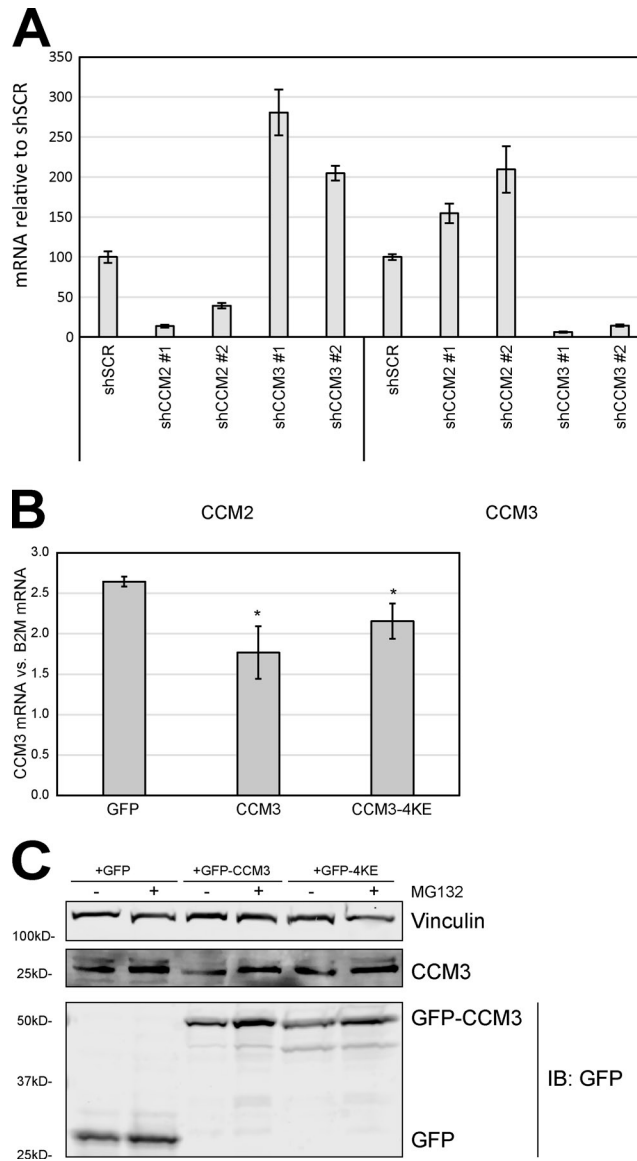 A
mRNA relative to shSCR
350
300
250
200
150
100
50
0
shSCR
shCCM2 #1
shCCM2 #2
shCCM3 #1
shCCM3 #2
shSCR
shCCM2 #1
shCCM2 #2
shCCM3 #1
shCCM3 #2
CCM2 CCM3
B
CCM3 mRNA vs. B2M mRNA
3.0
2.5
2.0
1.5
1.0
0.5
0.0
* *
GFP CCM3 CCM3-4KE
C
+GFP +GFP-CCM3 +GFP-4KE
- + - + - + MG132
Vinculin
100kD-
25kD- CCM3
50kD- GFP-CCM3
37kD- IB: GFP
GFP
25kD-